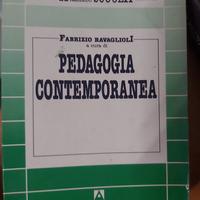 FABRIZIO RAVAGLIOLI
a cura di
PEDAGOGIA
CONTEMPORANEA
A